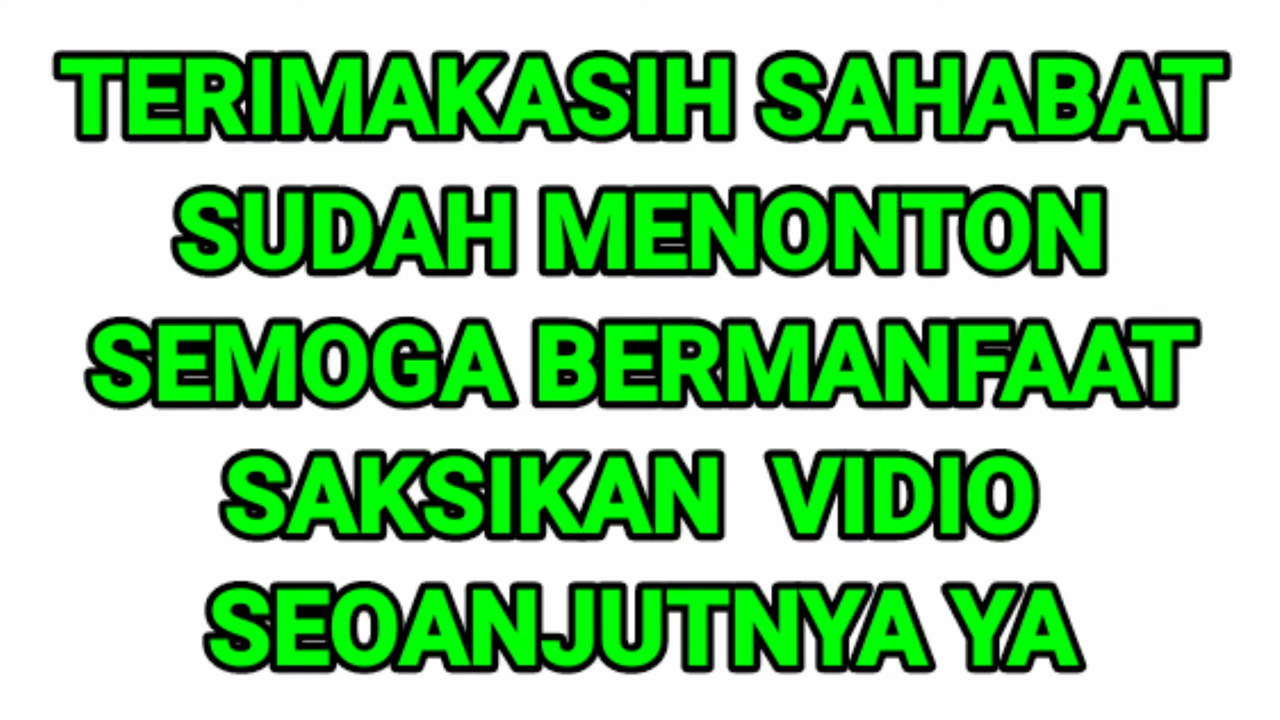 TERIMAKASIH SAHABAT
SUDAH MENONTON
SEMOGA BERMANFAAT
SAKSIKAN VIDIO
SEOANJUTNYA YA